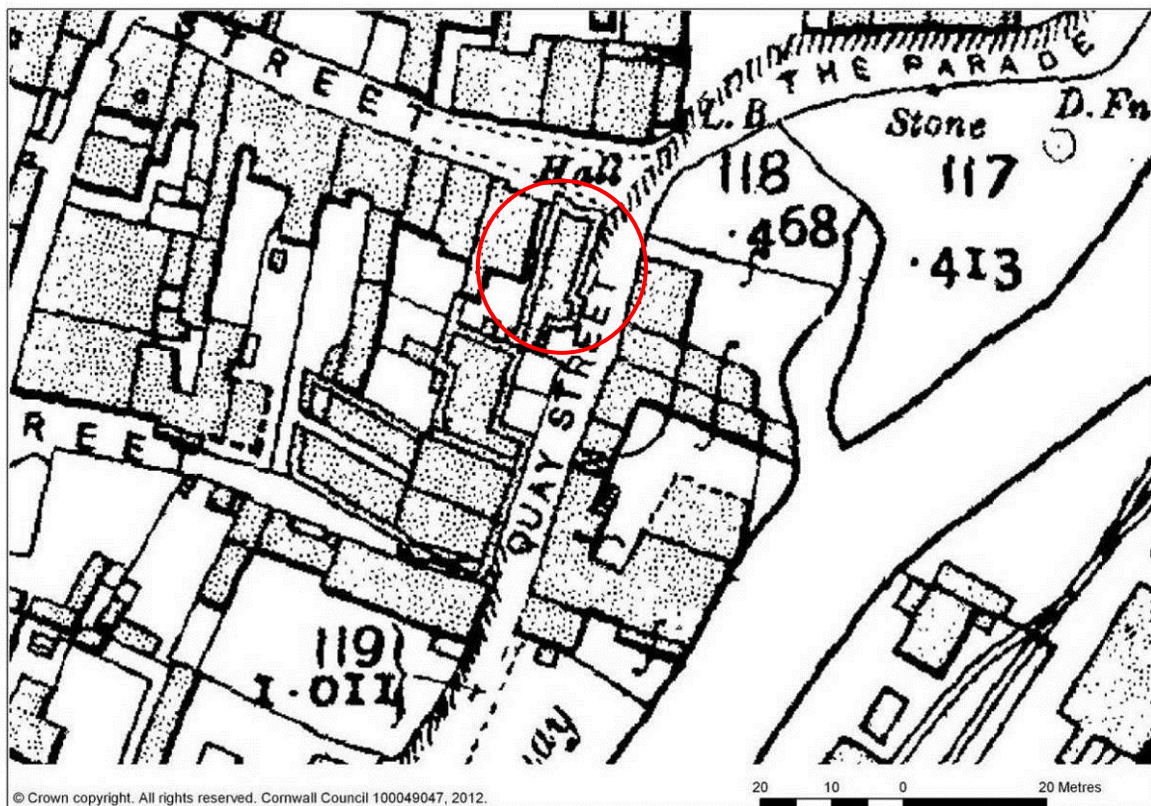 STREET
THE PARADE
L. B
Stone
D. Fn
Hall
118
117
·468
·413
QUAY STREET
REE
119
1·011
20 10 0 20 Metres
© Crown copyright. All rights reserved. Cornwall Council 100049047, 2012.